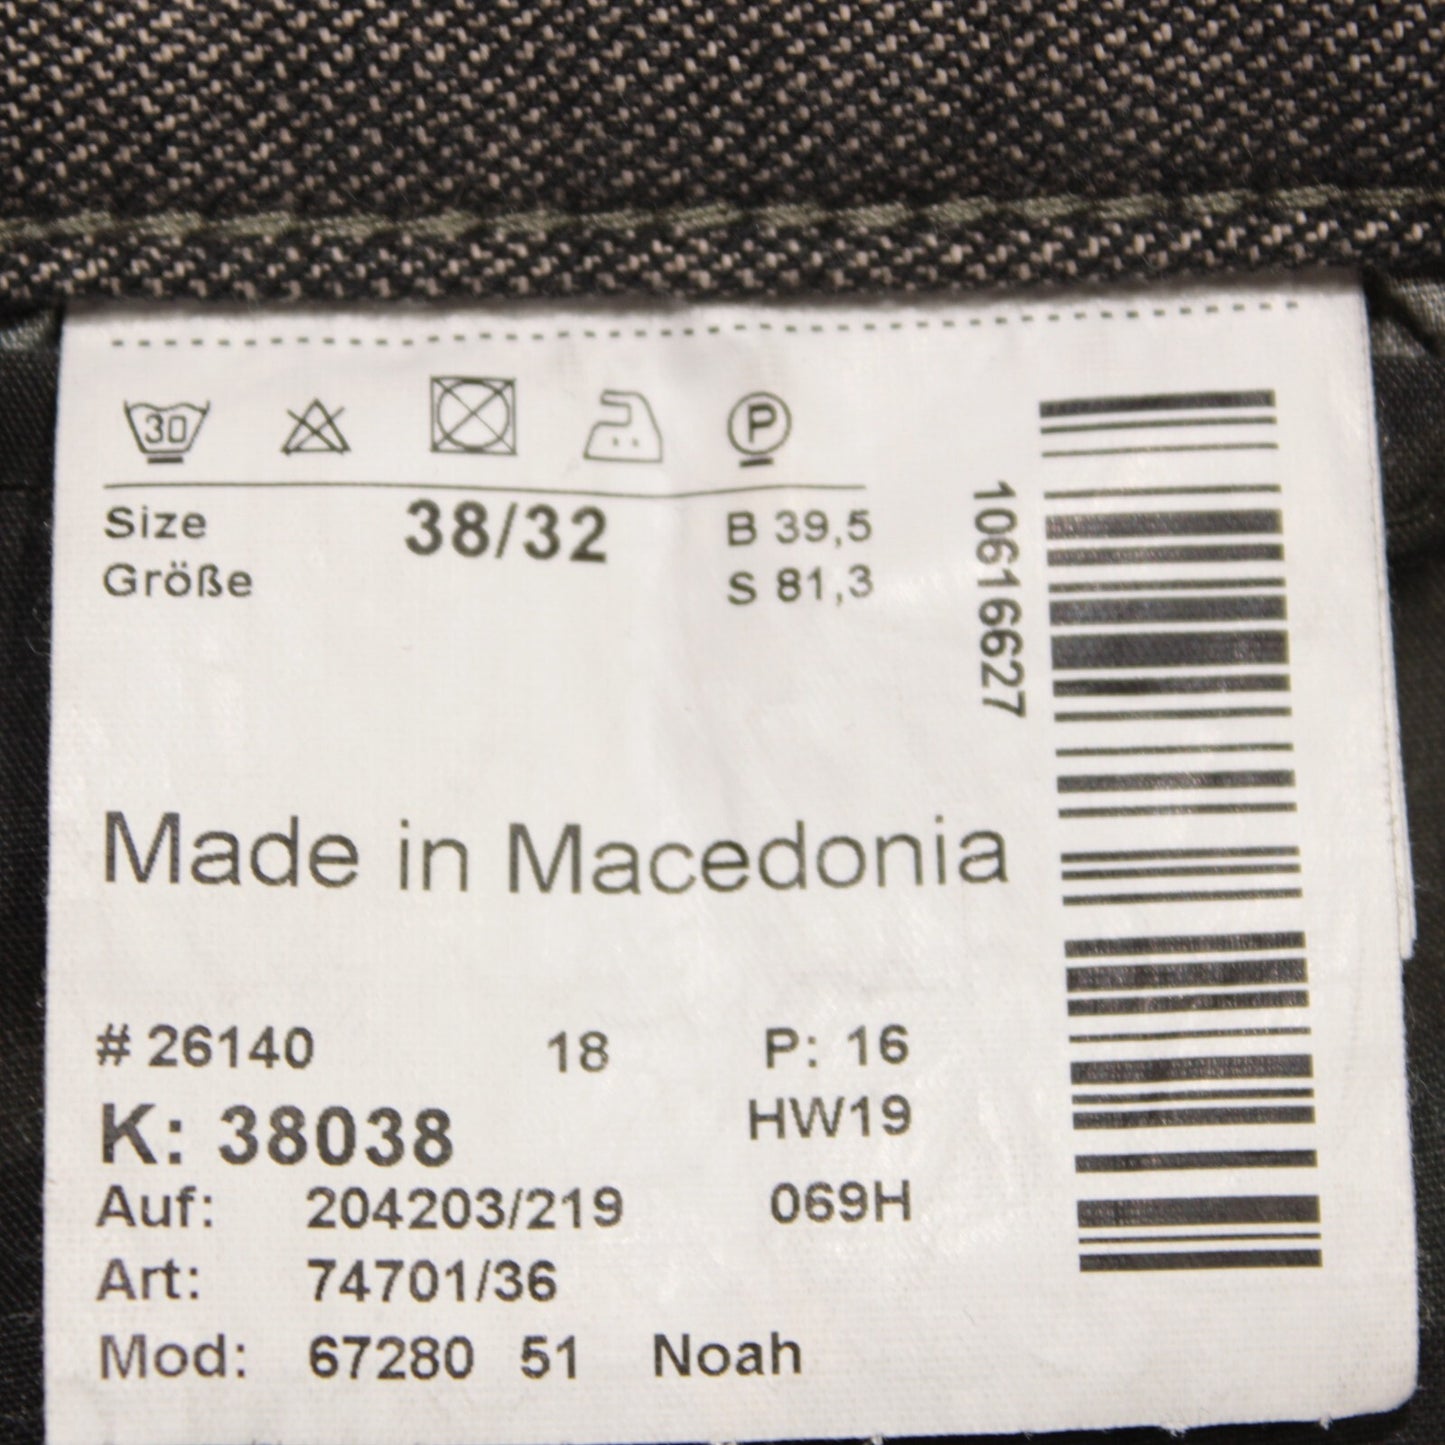 30 P
Size 38/32 B 39,5
Größe S 81,3
10616627
Made in Macedonia
# 26140 18 P: 16
K: 38038 HW19
Auf: 204203/219 069H
Art: 74701/36
Mod: 67280 51 Noah